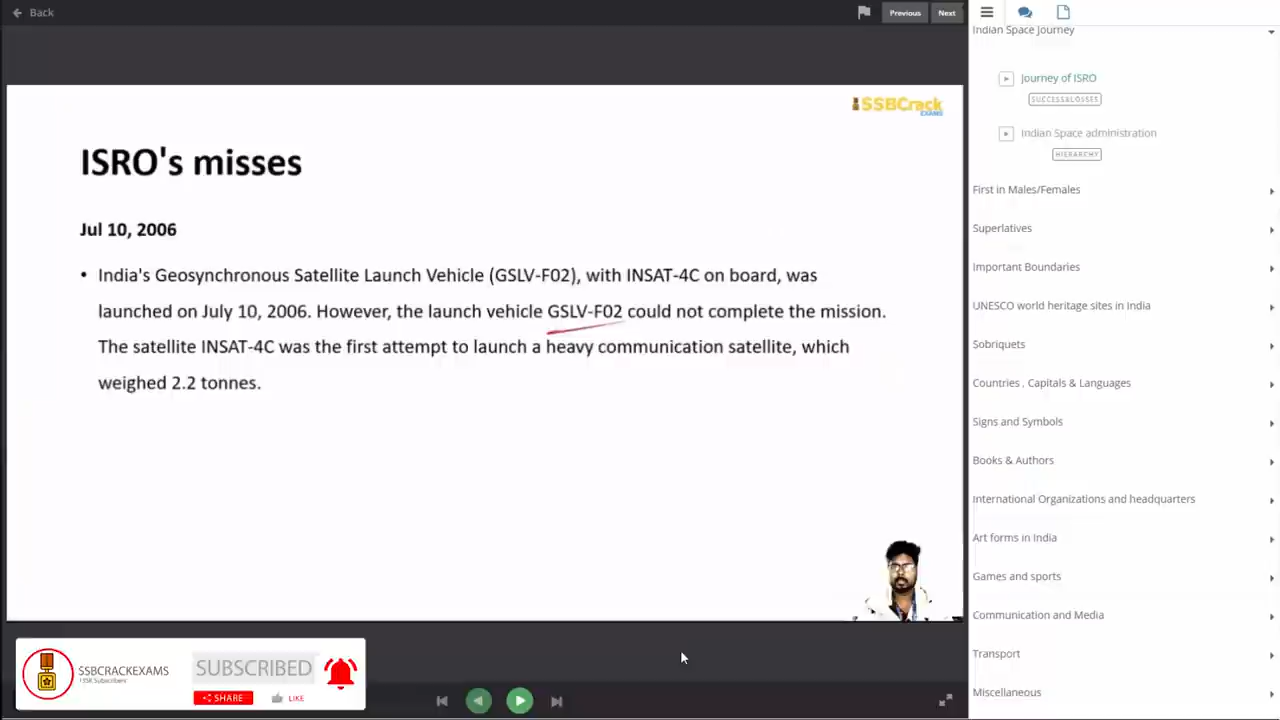 Back
Previous
Next
SSBCrack
EXAMS
ISRO's misses
Jul 10, 2006
• India's Geosynchronous Satellite Launch Vehicle (GSLV-F02), with INSAT-4C on board, was
launched on July 10, 2006. However, the launch vehicle GSLV-F02 could not complete the mission.
The satellite INSAT-4C was the first attempt to launch a heavy communication satellite, which
weighed 2.2 tonnes.
SSBCRACKEXAMS
SUBSCRIBED
SHARE
LIKE
Indian Space Journey
Journey of ISRO
SUCCESS&LOSSES
Indian Space administration
HIERARCHY
First in Males/Females
Superlatives
Important Boundaries
UNESCO world heritage sites in India
Sobriquets
Countries , Capitals & Languages
Signs and Symbols
Books & Authors
International Organizations and headquarters
Art forms in India
Games and sports
Communication and Media
Transport
Miscellaneous